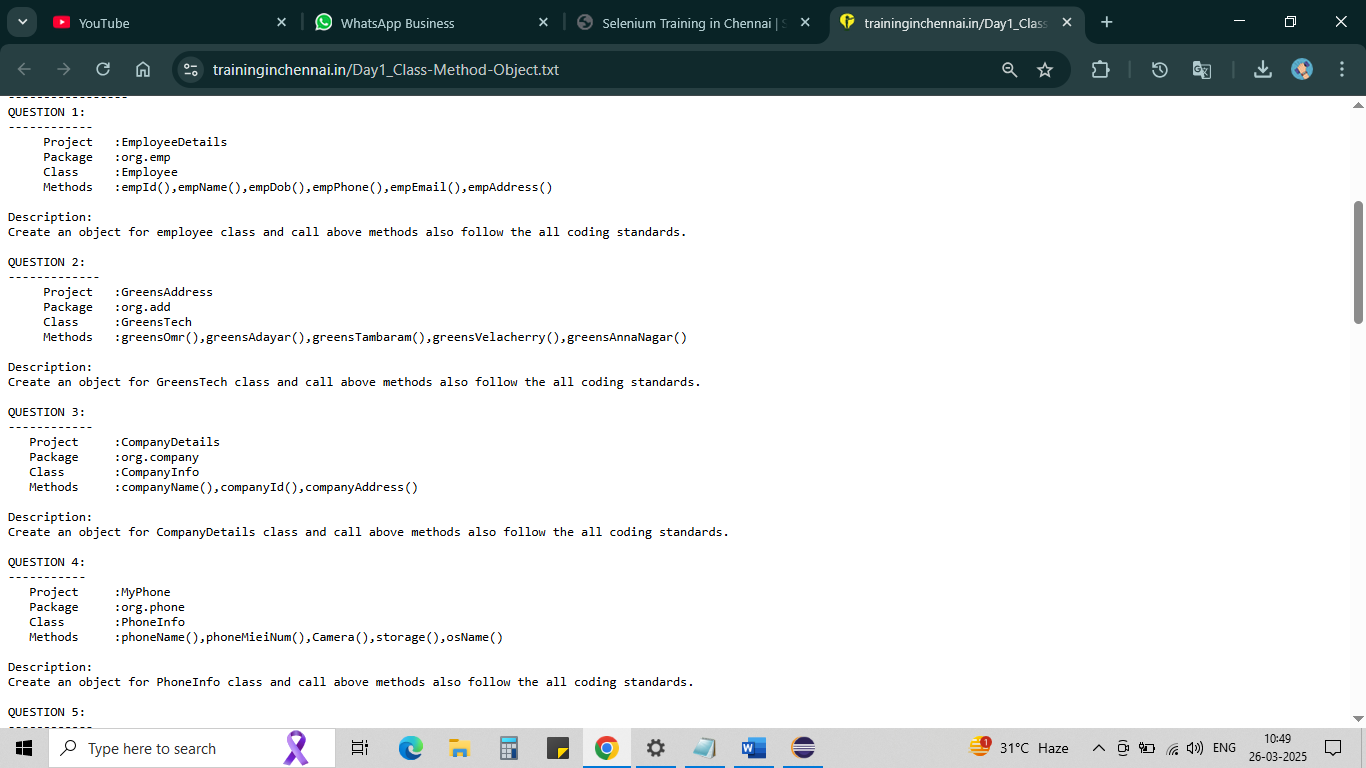 YouTube
WhatsApp Business
Selenium Training in Chennai |
traininginchennai.in/Day1_Class
traininginchennai.in/Day1_Class-Method-Object.txt
-----------------
QUESTION 1:
------------
Project :EmployeeDetails
Package :org.emp
Class :Employee
Methods :empId(),empName(),empDob(),empPhone(),empEmail(),empAddress()
Description:
Create an object for employee class and call above methods also follow the all coding standards.
QUESTION 2:
-------------
Project :GreensAddress
Package :org.add
Class :GreensTech
Methods :greensOmr(),greensAdayar(),greensTambaram(),greensVelacherry(),greensAnnaNagar()
Description:
Create an object for GreensTech class and call above methods also follow the all coding standards.
QUESTION 3:
------------
Project :CompanyDetails
Package :org.company
Class :CompanyInfo
Methods :companyName(),companyId(),companyAddress()
Description:
Create an object for CompanyDetails class and call above methods also follow the all coding standards.
QUESTION 4:
-----------
Project :MyPhone
Package :org.phone
Class :PhoneInfo
Methods :phoneName(),phoneMieiNum(),Camera(),storage(),osName()
Description:
Create an object for PhoneInfo class and call above methods also follow the all coding standards.
QUESTION 5:
------------
Type here to search
1
31°C Haze
ENG
10:49
26-03-2025